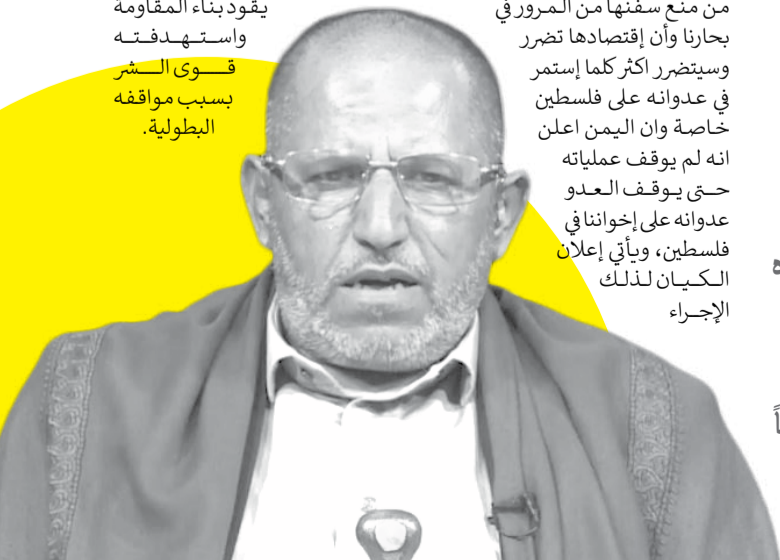 من منع سفنها من المرور في
بحارنا وأن إقتصادها تضرر
وسيتضرر اكثر كلما إستمر
في عدوانه على فلسطين
خاصة وان اليمن اعلن
انه لم يوقف عملياته
حتى يوقف العدو
عدوانه على إخواننا في
فلسطين، ويأتي إعلان
الكيان لذلك
الإجراء
يقود بناء المقاومة
واستهدفته
قوى الشر
بسبب مواقفه
البطولية.